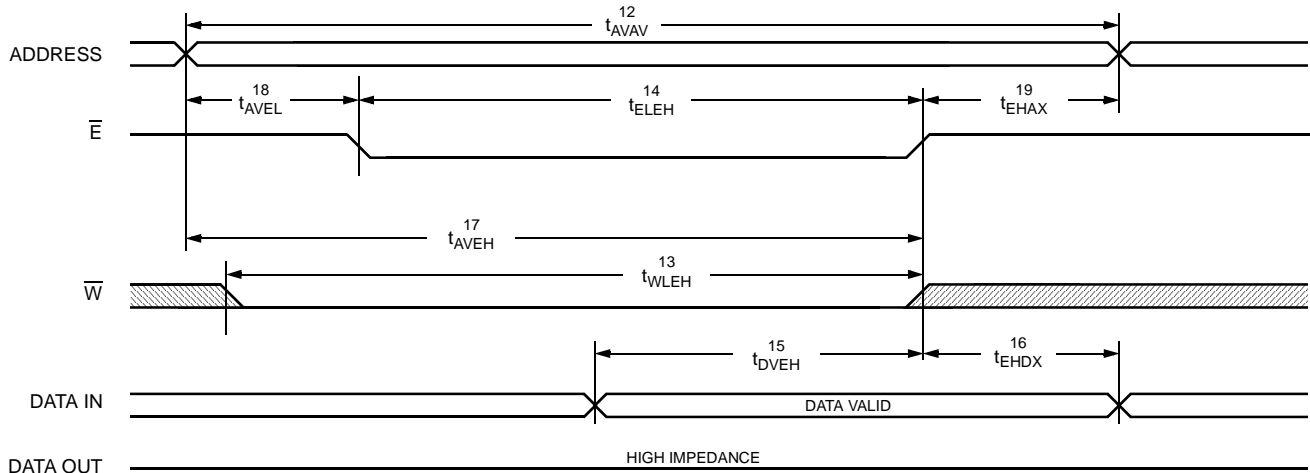 12
tAVAV
ADDRESS
18
tAVEL
14
tELEH
19
tEHAX
E̅
17
tAVEH
13
tWLEH
W̅
15
tDVEH
16
tEHDX
DATA IN
DATA VALID
DATA OUT
HIGH IMPEDANCE